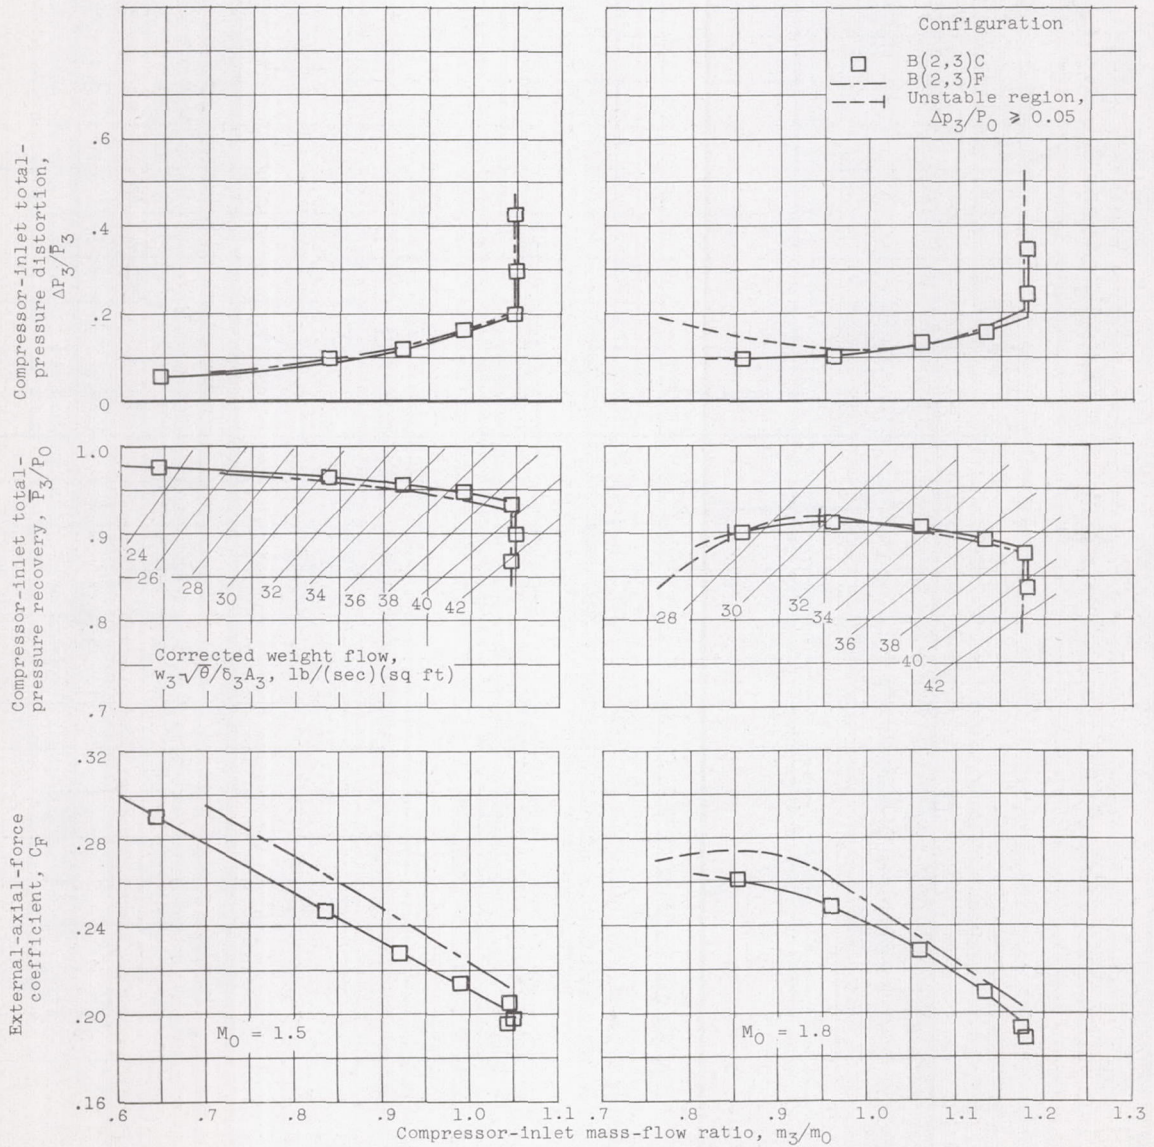 Configuration
B(2,3)C
B(2,3)F
Unstable region,
Δp₃/P₀ ⩾ 0.05
Compressor-inlet total-
pressure distortion,
ΔP₃/P̅₃
.6
.4
.2
0
Compressor-inlet total-
pressure recovery, P̅₃/P₀
1.0
.9
.8
.7
24
26
28
30
32
34
36
38
40
42
Corrected weight flow,
w₃√θ/δ₃A₃, lb/(sec)(sq ft)
28
30
32
34
36
38
40
42
External-axial-force
coefficient, C_F
.32
.28
.24
.20
.16
M₀ = 1.5
M₀ = 1.8
.6 .7 .8 .9 1.0 1.1
.7 .8 .9 1.0 1.1 1.2 1.3
Compressor-inlet mass-flow ratio, m₃/m₀